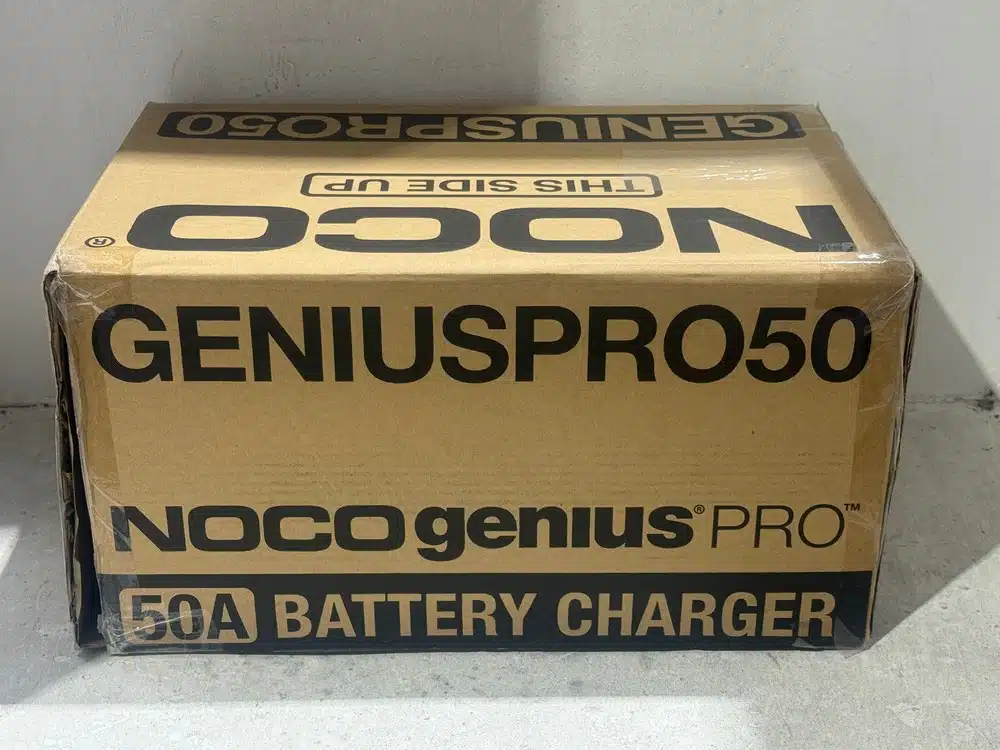 GENIUSPRO50
THIS SIDE UP
NOCO®
GENIUSPRO50
NOCO genius® PRO™
50A BATTERY CHARGER